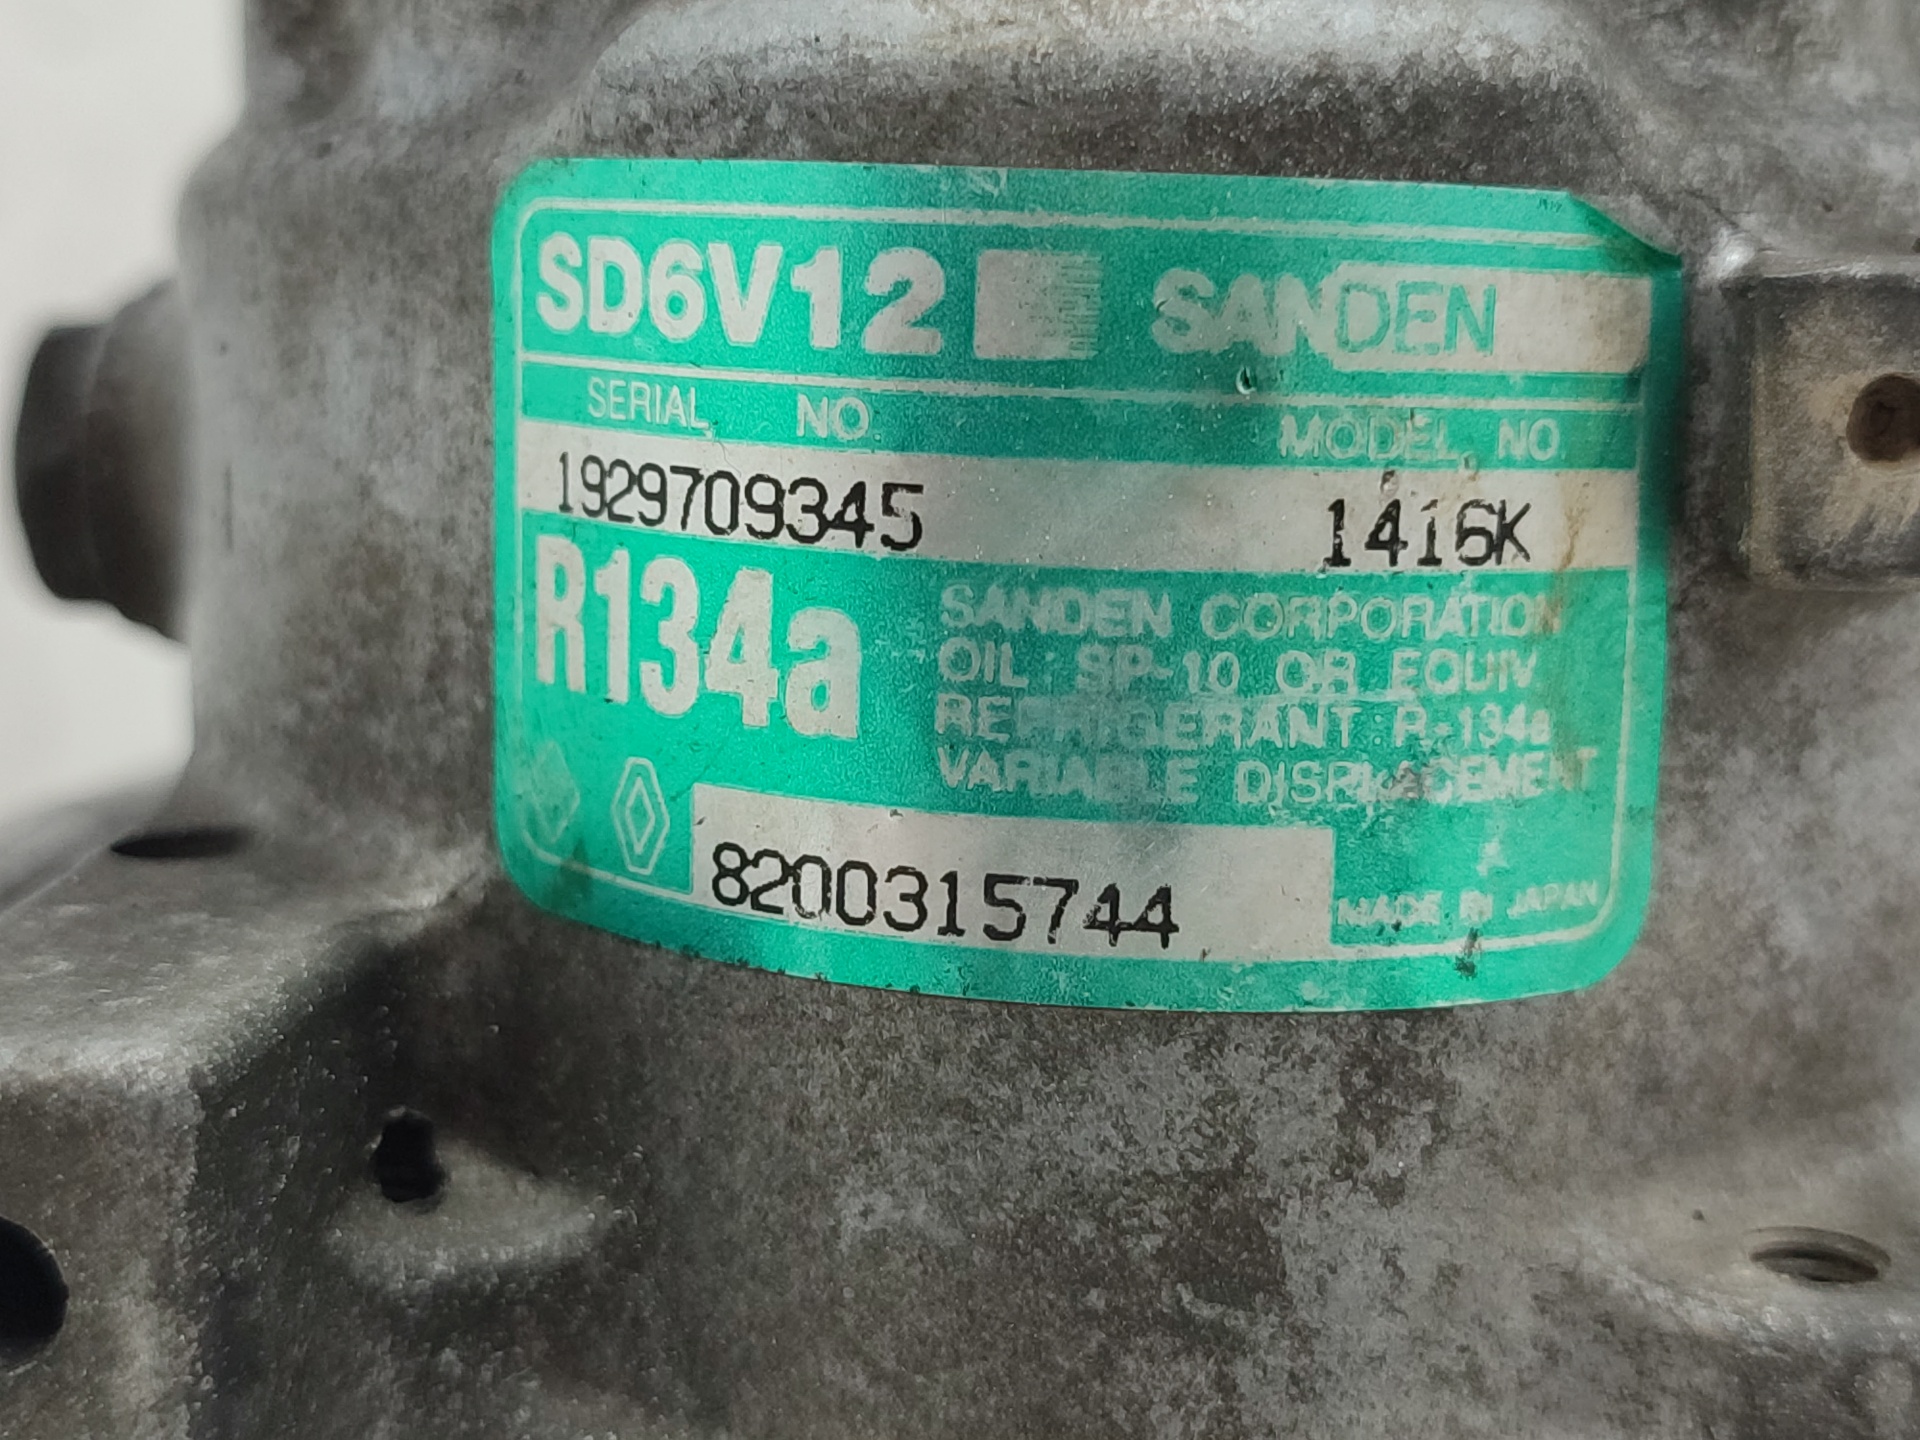 SD6V12 SANDEN
SERIAL NO. MODEL NO.
1929709345 1416K
R134a
SANDEN CORPORATION
OIL : SP-10 OR EQUIV.
REFRIGERANT : R-134a
VARIABLE DISPLACEMENT
8200315744
MADE IN JAPAN